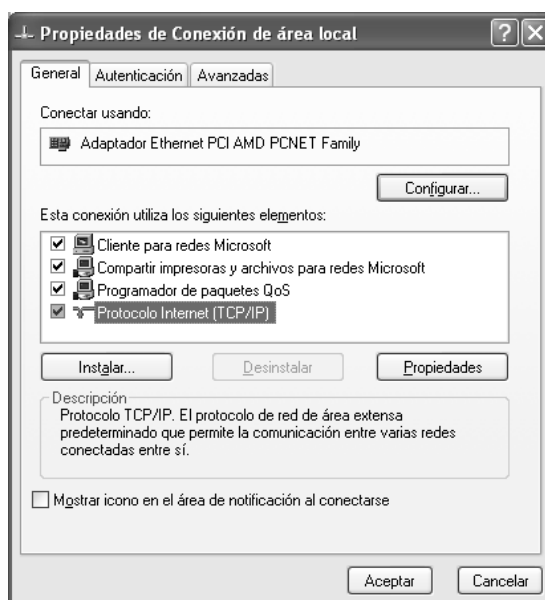 Propiedades de Conexión de área local
General Autenticación Avanzadas
Conectar usando:
Adaptador Ethernet PCI AMD PCNET Family
Configurar...
Esta conexión utiliza los siguientes elementos:
Cliente para redes Microsoft
Compartir impresoras y archivos para redes Microsoft
Programador de paquetes QoS
Protocolo Internet (TCP/IP)
Instalar... Desinstalar Propiedades
Descripción
Protocolo TCP/IP. El protocolo de red de área extensa
predeterminado que permite la comunicación entre varias redes
conectadas entre sí.
Mostrar icono en el área de notificación al conectarse
Aceptar Cancelar